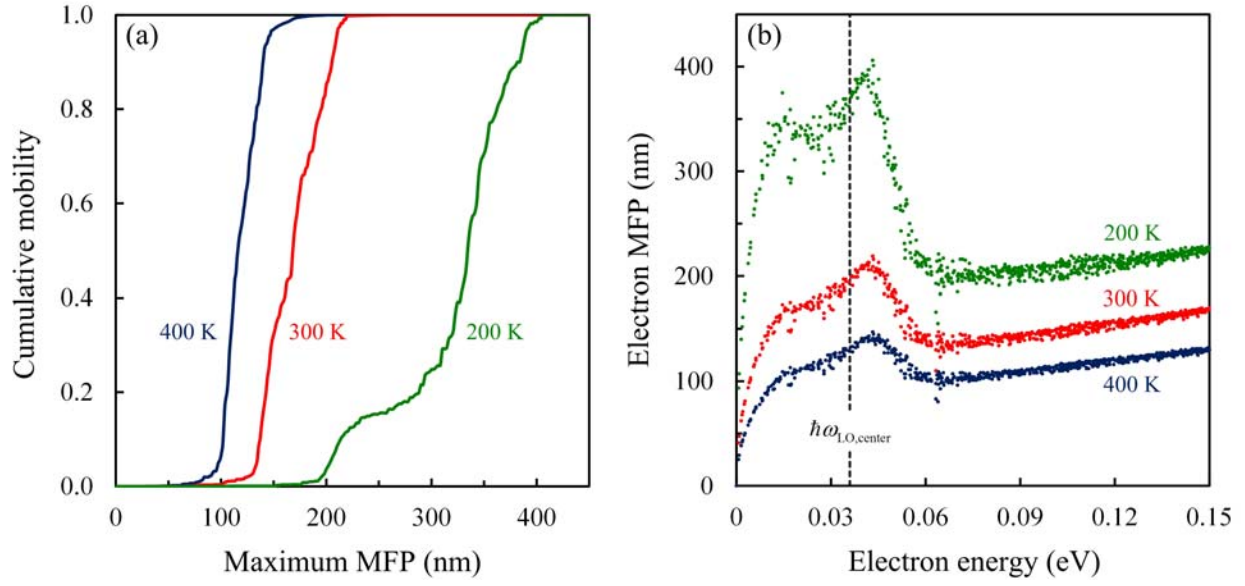 (a)
1.0
0.8
0.6
0.4
0.2
0.0
Cumulative mobility
400 K
300 K
200 K
0
100
200
300
400
Maximum MFP (nm)
(b)
400
300
200
100
0
Electron MFP (nm)
200 K
300 K
400 K
ħω_LO,center
0
0.03
0.06
0.09
0.12
0.15
Electron energy (eV)